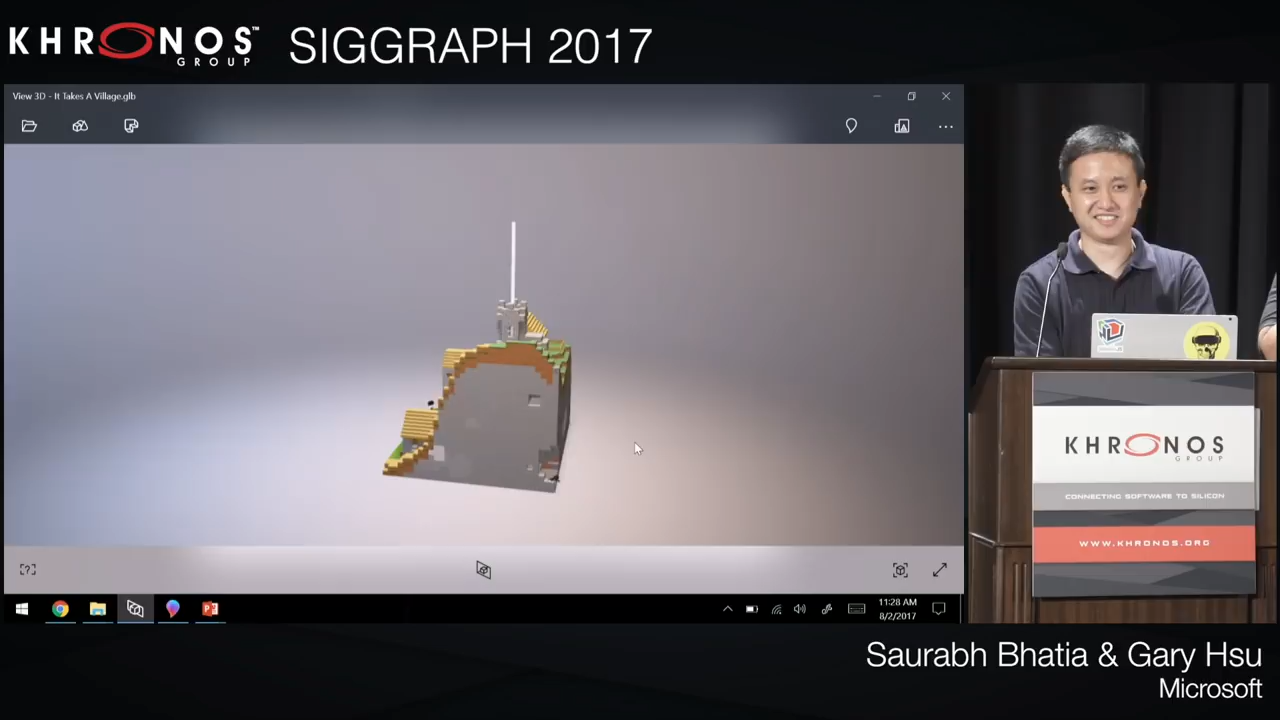 KHRONOS™
GROUP
SIGGRAPH 2017
View 3D - It Takes A Village.glb
11:28 AM
8/2/2017
KHRONOS
GROUP
CONNECTING SOFTWARE TO SILICON
WWW.KHRONOS.ORG
Saurabh Bhatia & Gary Hsu
Microsoft